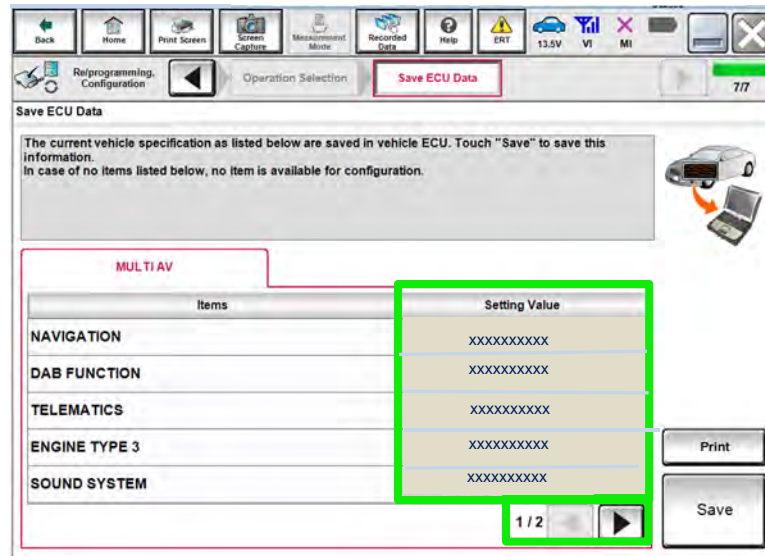 Back
Home
Print Screen
Screen Capture
Measurement Mode
Recorded Data
Help
ERT
13.5V
VI
MI
Re/programming, Configuration
Operation Selection
Save ECU Data
7/7
Save ECU Data
The current vehicle specification as listed below are saved in vehicle ECU. Touch "Save" to save this
information.
In case of no items listed below, no item is available for configuration.
MULTI AV
Items
Setting Value
NAVIGATION
xxxxxxxxxx
DAB FUNCTION
xxxxxxxxxx
TELEMATICS
xxxxxxxxxx
ENGINE TYPE 3
xxxxxxxxxx
SOUND SYSTEM
xxxxxxxxxx
Print
1 / 2
Save